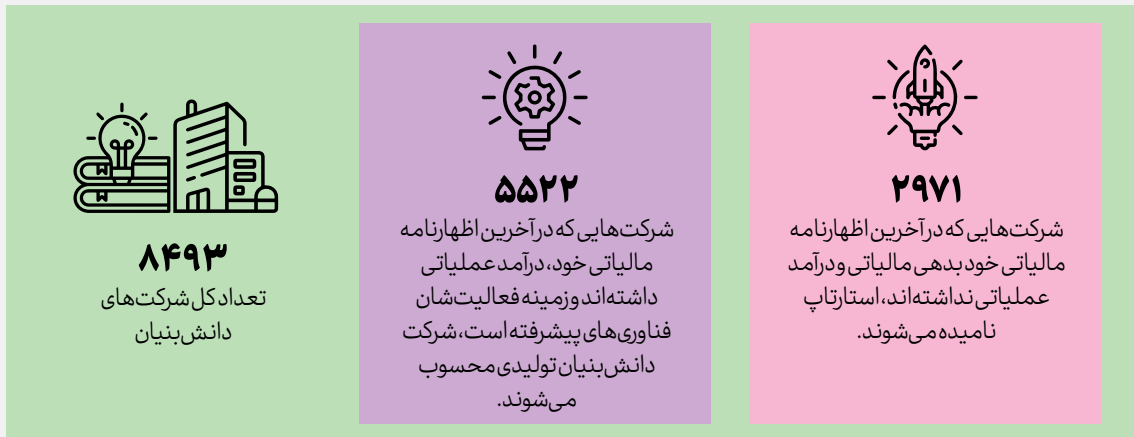 ۲۹۷۱
شرکت‌هایی که در آخرین اظهارنامه
مالیاتی خود بدهی مالیاتی و درآمد
عملیاتی نداشته‌اند، استارتاپ
نامیده می‌شوند.
۵۵۲۲
شرکت‌هایی که در آخرین اظهارنامه
مالیاتی خود، درآمد عملیاتی
داشته‌اند و زمینه فعالیت‌شان
فناوری‌های پیشرفته است، شرکت
دانش‌بنیان تولیدی محسوب
می‌شوند.
۸۴۹۳
تعداد کل شرکت‌های
دانش‌بنیان